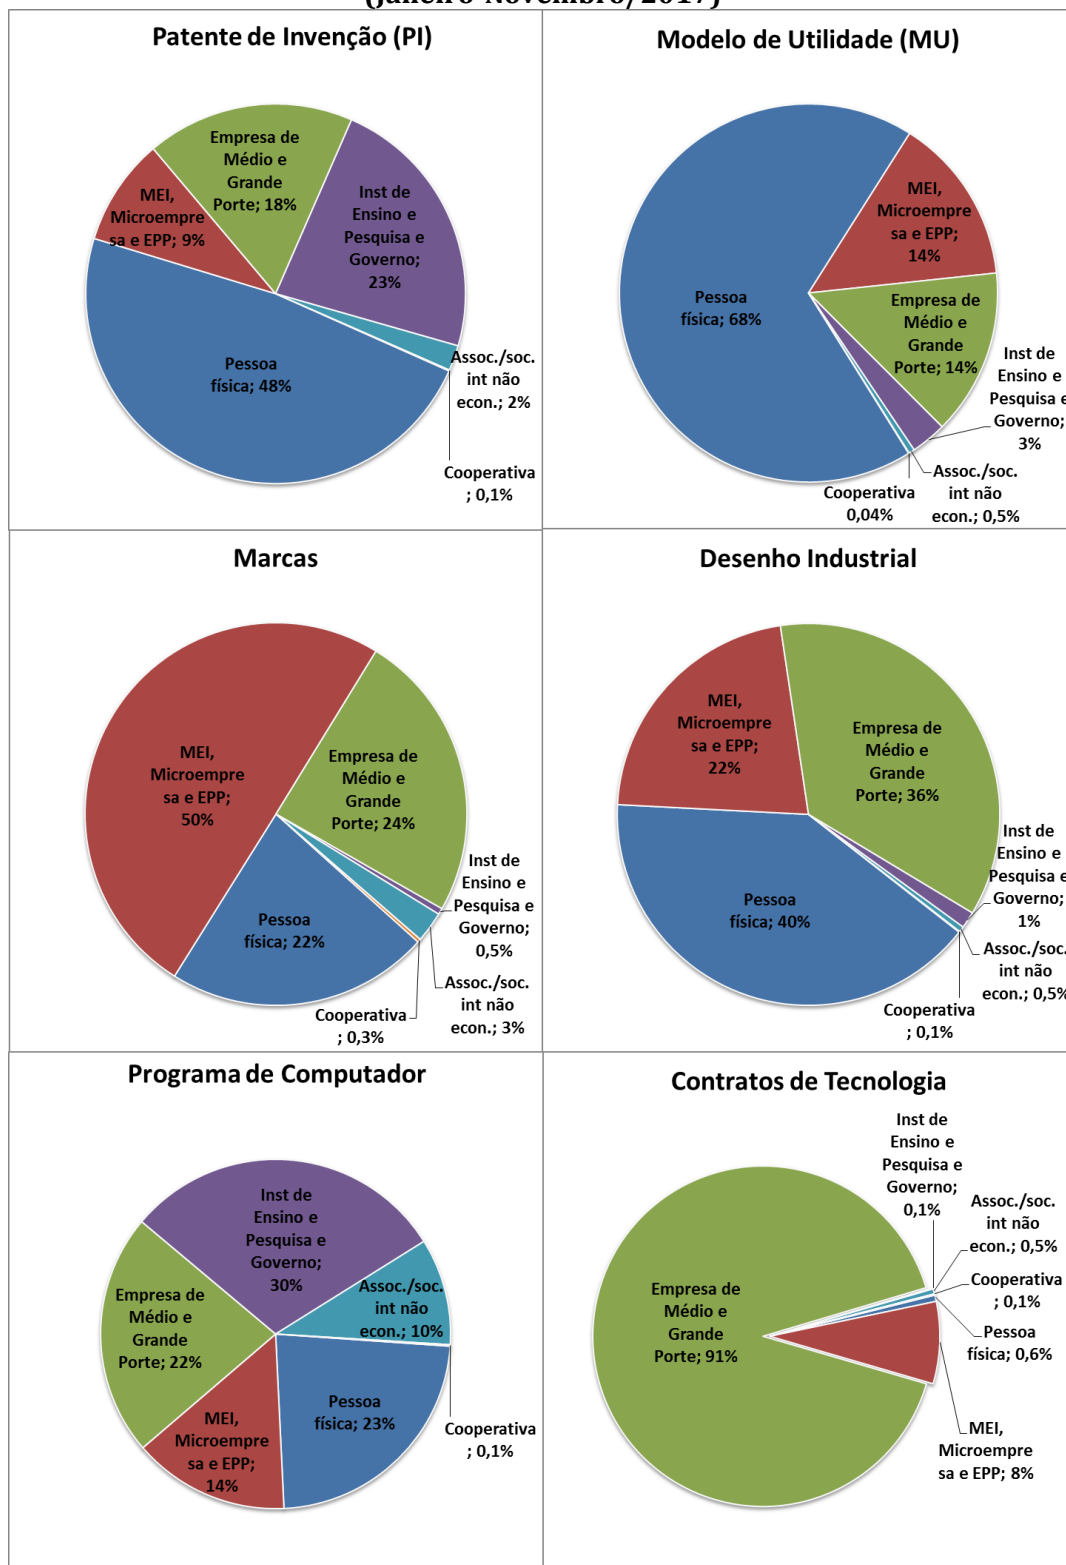 (Janeiro-Novembro/2017)
Patente de Invenção (PI)
Empresa de
Médio e
Grande
Porte; 18%
MEI,
Microempre
sa e EPP; 9%
Inst de
Ensino e
Pesquisa e
Governo;
23%
Pessoa
física; 48%
Assoc./soc.
int não
econ.; 2%
Cooperativa
; 0,1%
Modelo de Utilidade (MU)
MEI,
Microempre
sa e EPP;
14%
Pessoa
física; 68%
Empresa de
Médio e
Grande
Porte; 14%
Inst de
Ensino e
Pesquisa e
Governo;
3%
Assoc./soc.
int não
econ.; 0,5%
Cooperativa
0,04%
Marcas
MEI,
Microempre
sa e EPP;
50%
Empresa de
Médio e
Grande
Porte; 24%
Inst de
Ensino e
Pesquisa e
Governo;
0,5%
Pessoa
física; 22%
Assoc./soc.
int não
econ.; 3%
Cooperativa
; 0,3%
Desenho Industrial
MEI,
Microempre
sa e EPP;
22%
Empresa de
Médio e
Grande
Porte; 36%
Inst de
Ensino e
Pesquisa e
Governo;
1%
Pessoa
física; 40%
Assoc./soc.
int não
econ.; 0,5%
Cooperativa
; 0,1%
Programa de Computador
Inst de
Ensino e
Pesquisa e
Governo;
30%
Empresa de
Médio e
Grande
Porte; 22%
Assoc./soc.
int não
econ.; 10%
Pessoa
física; 23%
MEI,
Microempre
sa e EPP;
14%
Cooperativa
; 0,1%
Contratos de Tecnologia
Inst de
Ensino e
Pesquisa e
Governo;
0,1%
Assoc./soc.
int não
econ.; 0,5%
Cooperativa
; 0,1%
Empresa de
Médio e
Grande
Porte; 91%
Pessoa
física; 0,6%
MEI,
Microempre
sa e EPP; 8%